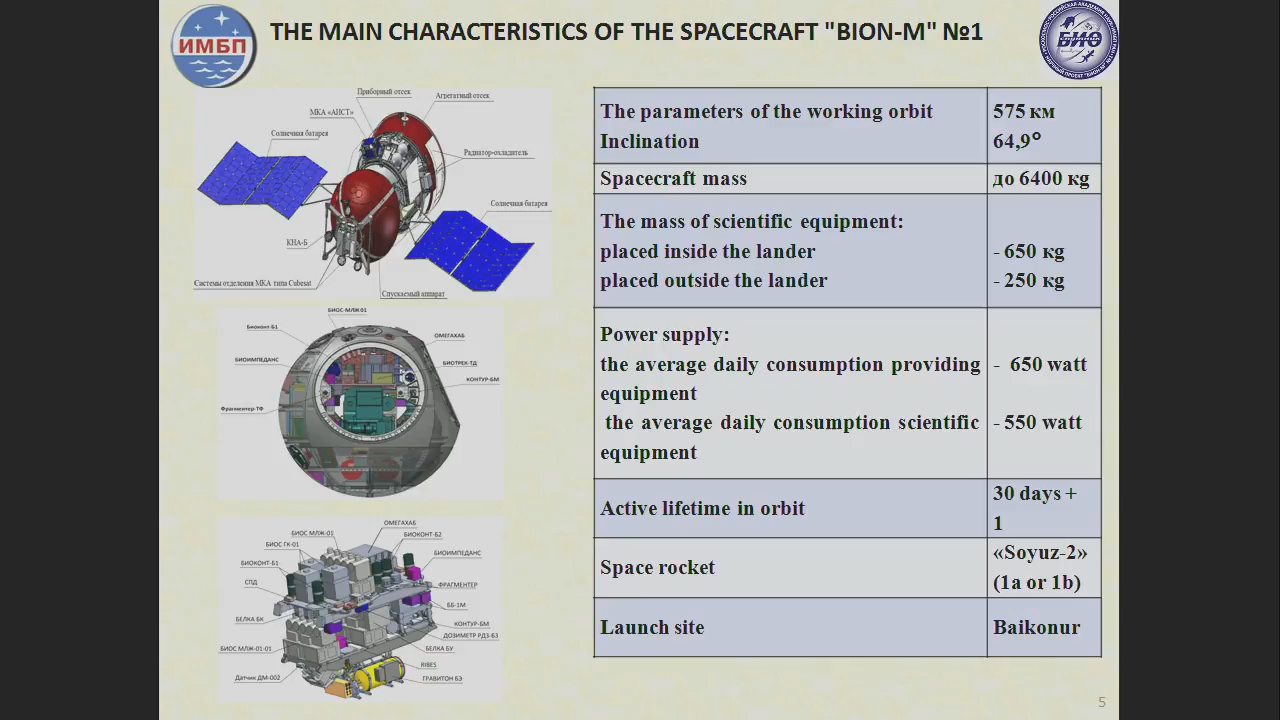 ИМБП
THE MAIN CHARACTERISTICS OF THE SPACECRAFT "BION-M" №1
БИО
Приборный отсек
Агрегатный отсек
МКА «АИСТ»
Солнечная батарея
Радиатор-охладитель
Солнечная батарея
КНА-Б
Системы отделения МКА типа Cubesat
Спускаемый аппарат
БИОС-МЛЖ-01
Биоконт-Б1
ОМЕГАХАБ
БИОИМПЕДАНС
БИОТРЕК-ТД
КОНТУР-БМ
Фрагментер-ТФ
ОМЕГАХАБ
БИОС МЛЖ-01
БИОКОНТ-Б2
БИОС ГК-01
БИОИМПЕДАНС
БИОКОНТ-Б1
СПД
ФРАГМЕНТЕР
ББ-1М
БЕЛКА БК
КОНТУР-БМ
ДОЗИМЕТР РД3-Б3
БИОС МЛЖ-01-01
БЕЛКА БУ
RIBES
Датчик ДМ-002
ГРАВИТОН БЭ
The parameters of the working orbit 575 км
Inclination 64,9°
Spacecraft mass до 6400 kg
The mass of scientific equipment:
placed inside the lander - 650 kg
placed outside the lander - 250 kg
Power supply:
the average daily consumption providing - 650 watt
equipment
the average daily consumption scientific - 550 watt
equipment
Active lifetime in orbit 30 days +
1
Space rocket «Soyuz-2»
(1a or 1b)
Launch site Baikonur
5